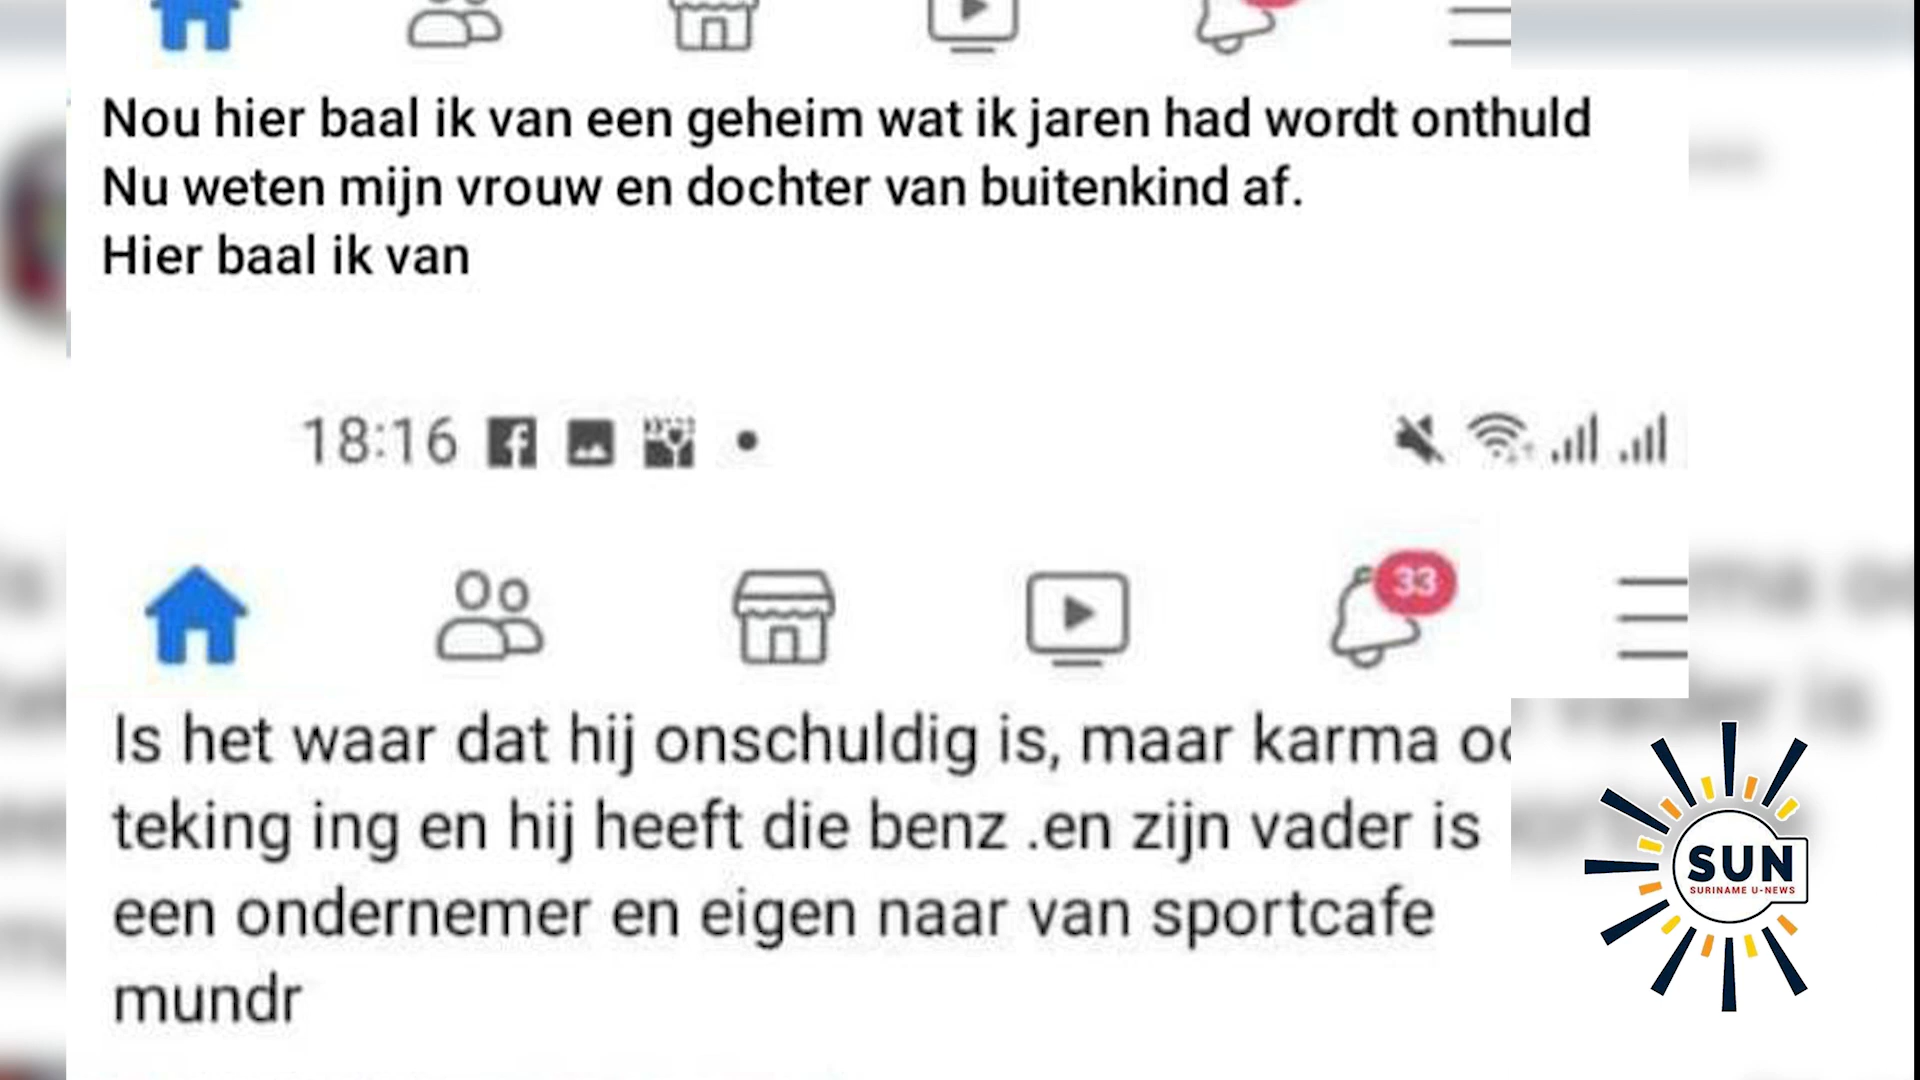 Nou hier baal ik van een geheim wat ik jaren had wordt onthuld
Nu weten mijn vrouw en dochter van buitenkind af.
Hier baal ik van
18:16
33
Is het waar dat hij onschuldig is, maar karma
teking ing en hij heeft die benz .en zijn vader is
een ondernemer en eigen naar van sportcafe
mundr
SUN
SURINAME U-NEWS